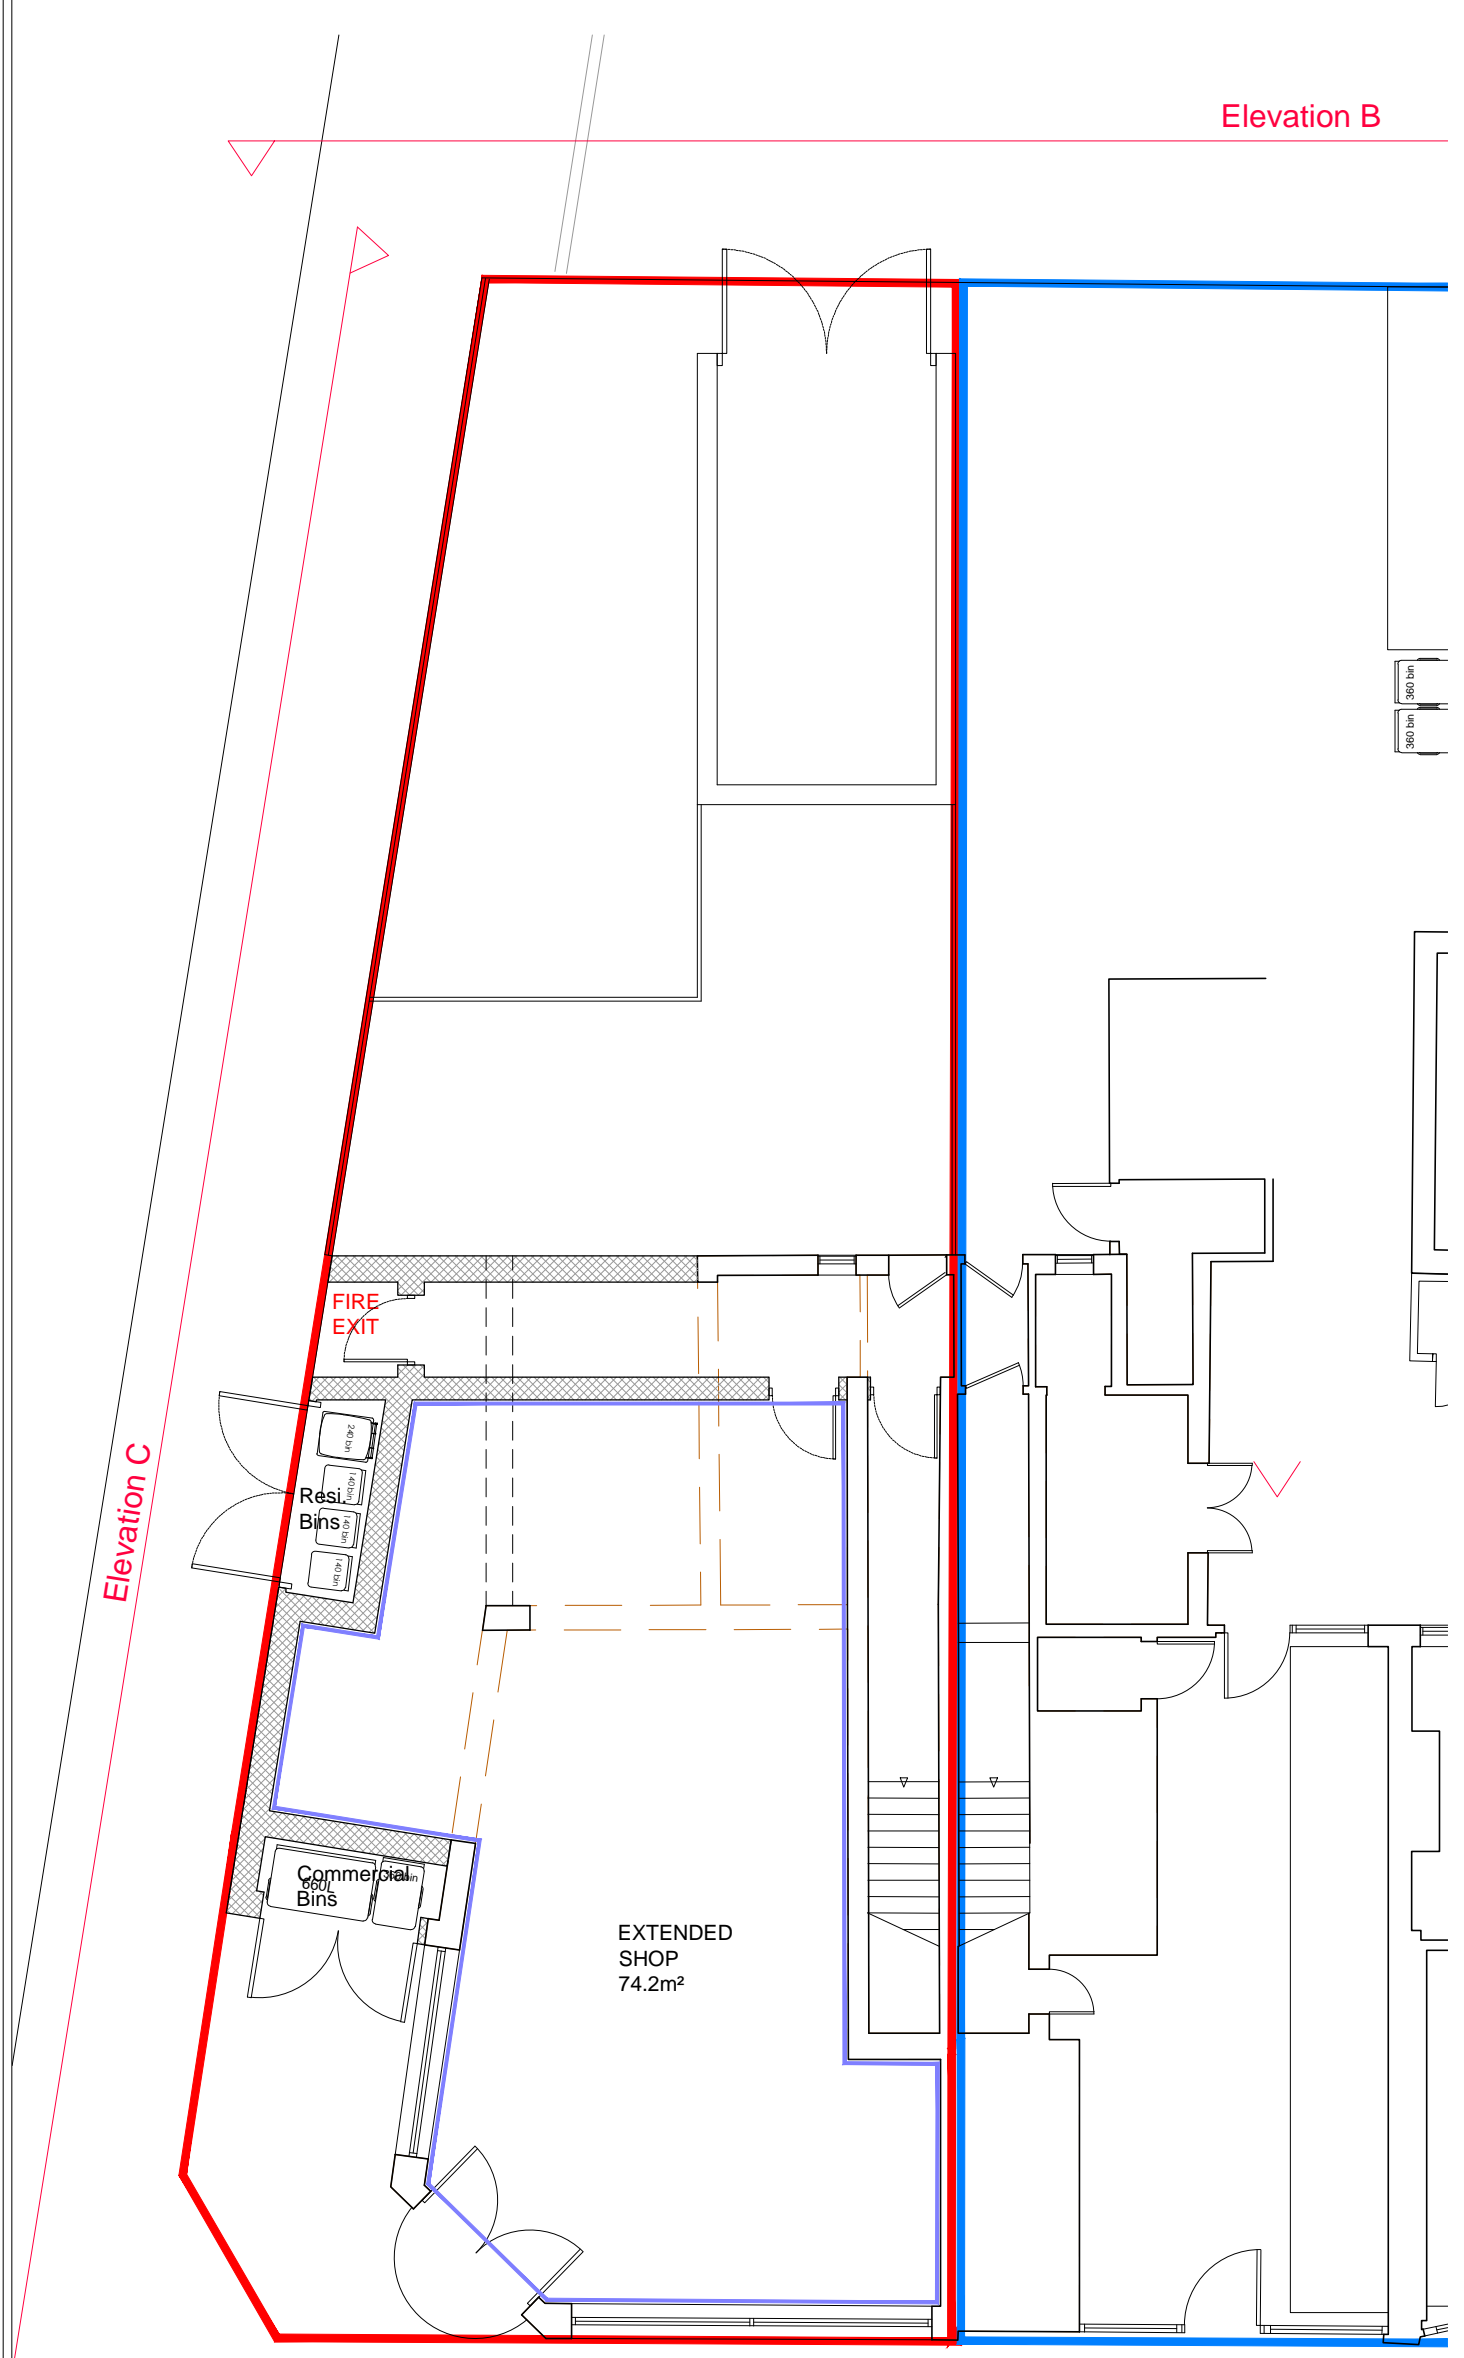 Elevation B
360 bin
360 bin
FIRE
EXIT
240 bin
140 bin
Resi.
Bins
140 bin
140 bin
Elevation C
Commercial
660L
Bins
EXTENDED
SHOP
74.2m²